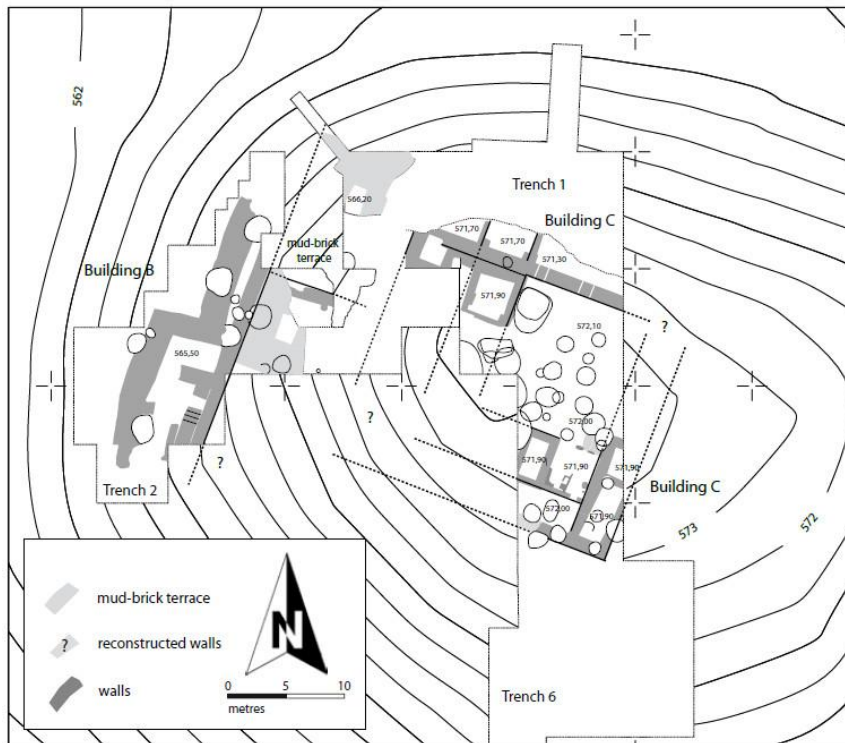 562
Trench 1
566,20
Building C
571,70
571,70
mud-brick
terrace
571,30
Building B
571,90
572,10
?
565,50
572,00
?
571,90
571,90
571,90
?
Building C
Trench 2
572,00
571,90
573
572
mud-brick terrace
? reconstructed walls
walls
N
0 5 10
metres
Trench 6